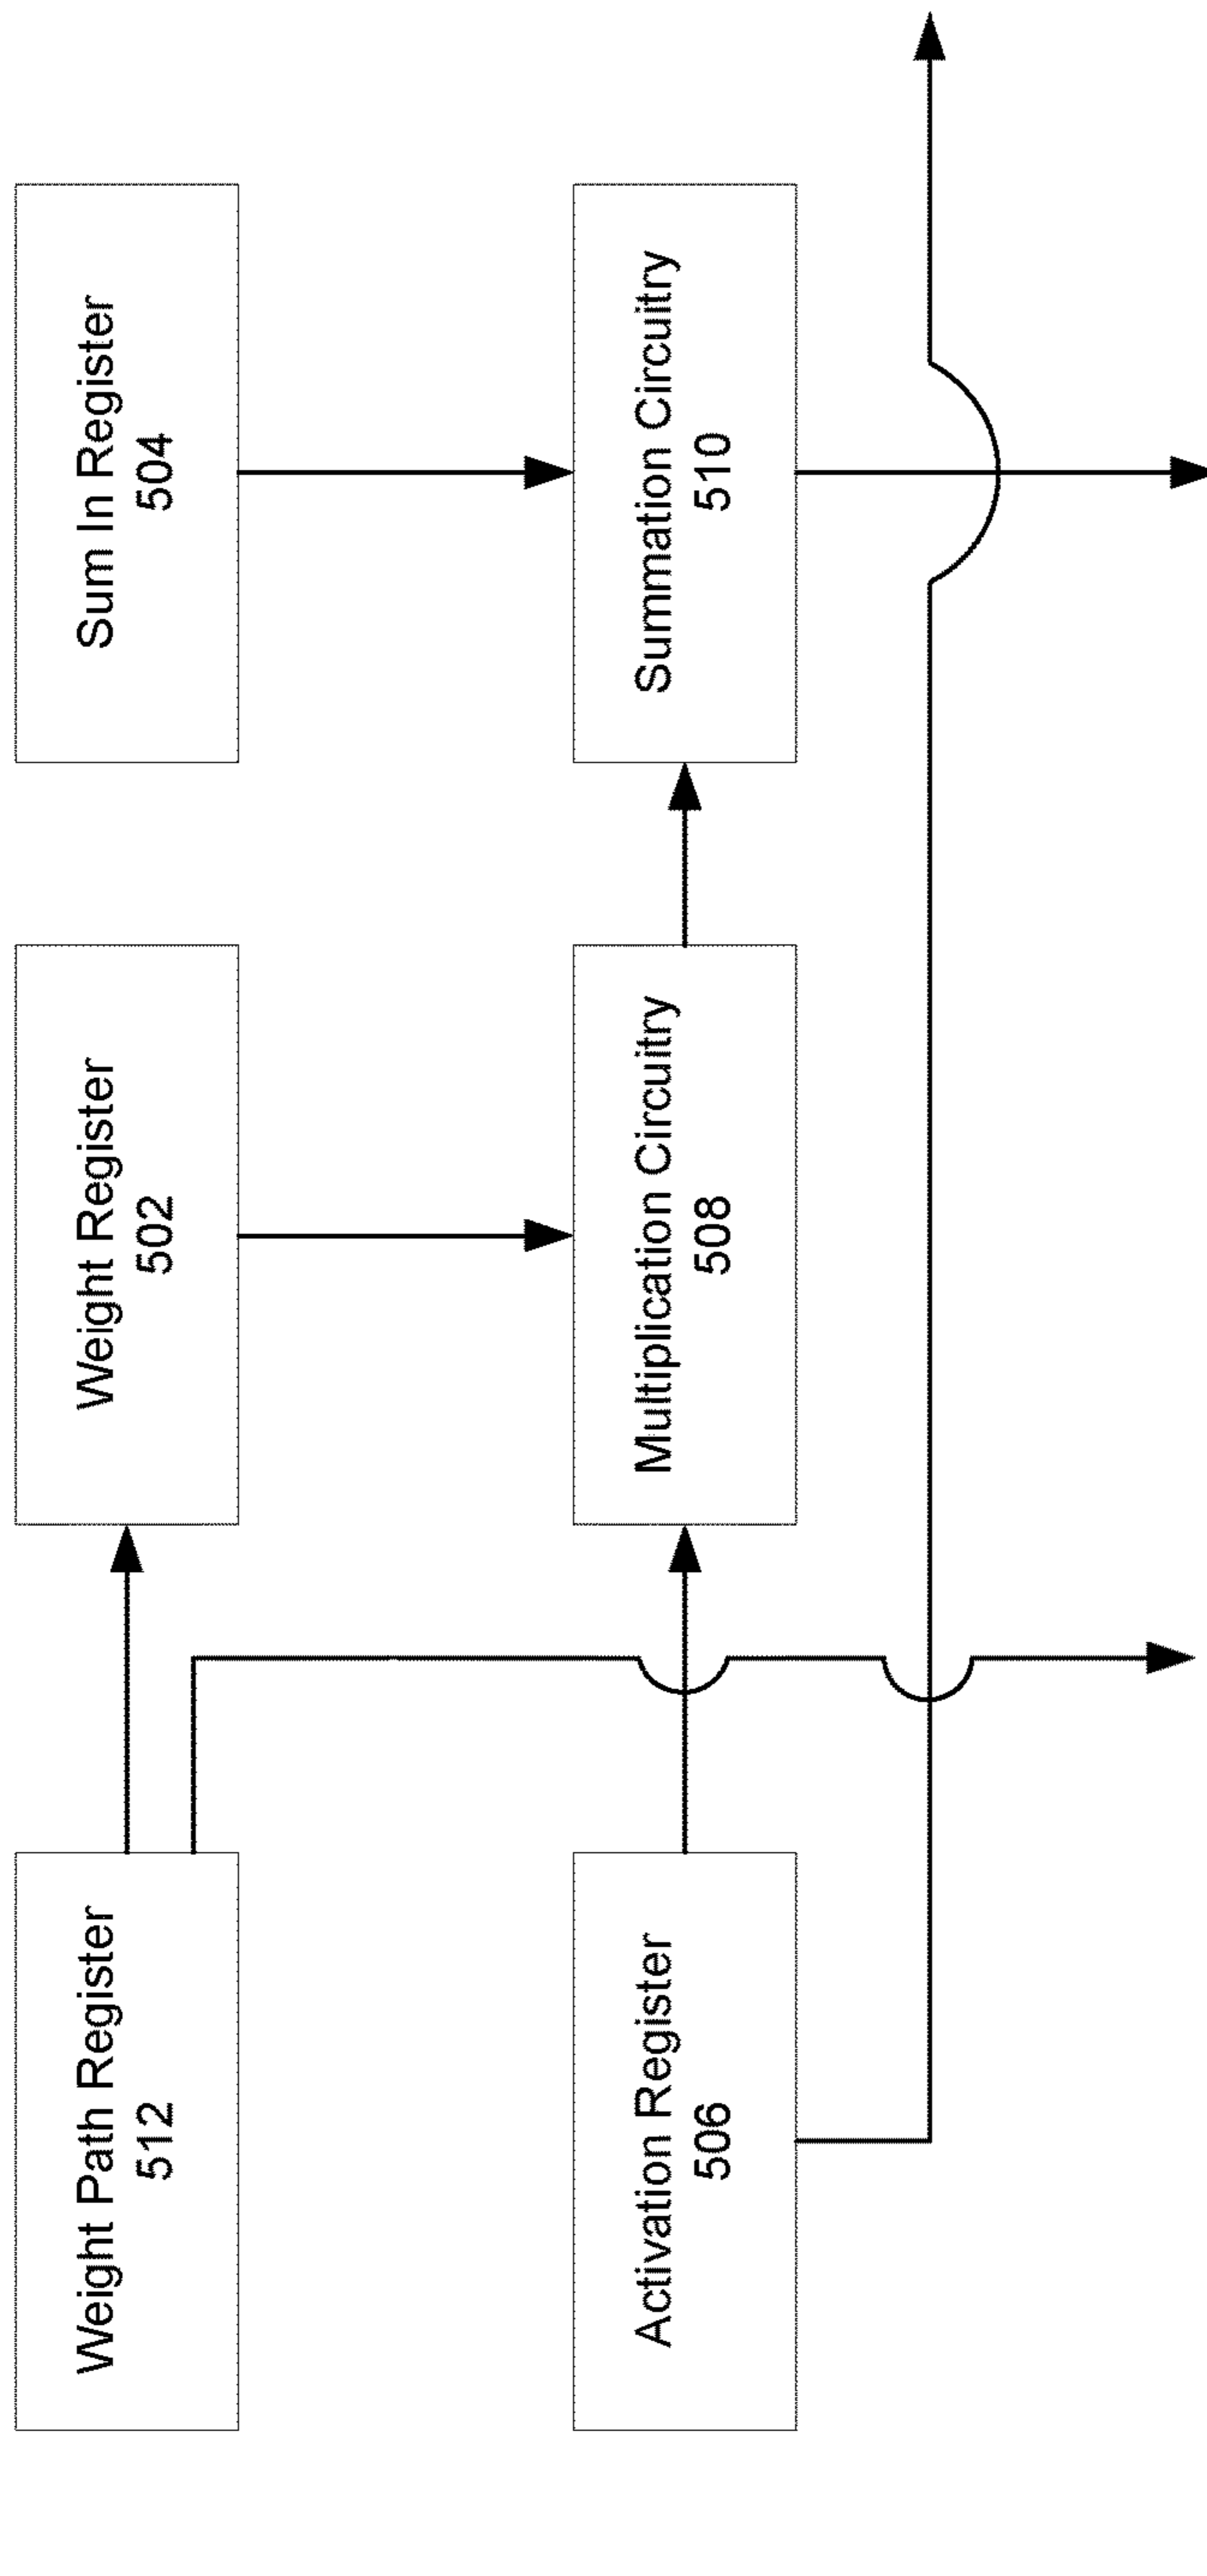 Weight Path Register
512
Weight Register
502
Sum In Register
504
Activation Register
506
Multiplication Circuitry
508
Summation Circuitry
510